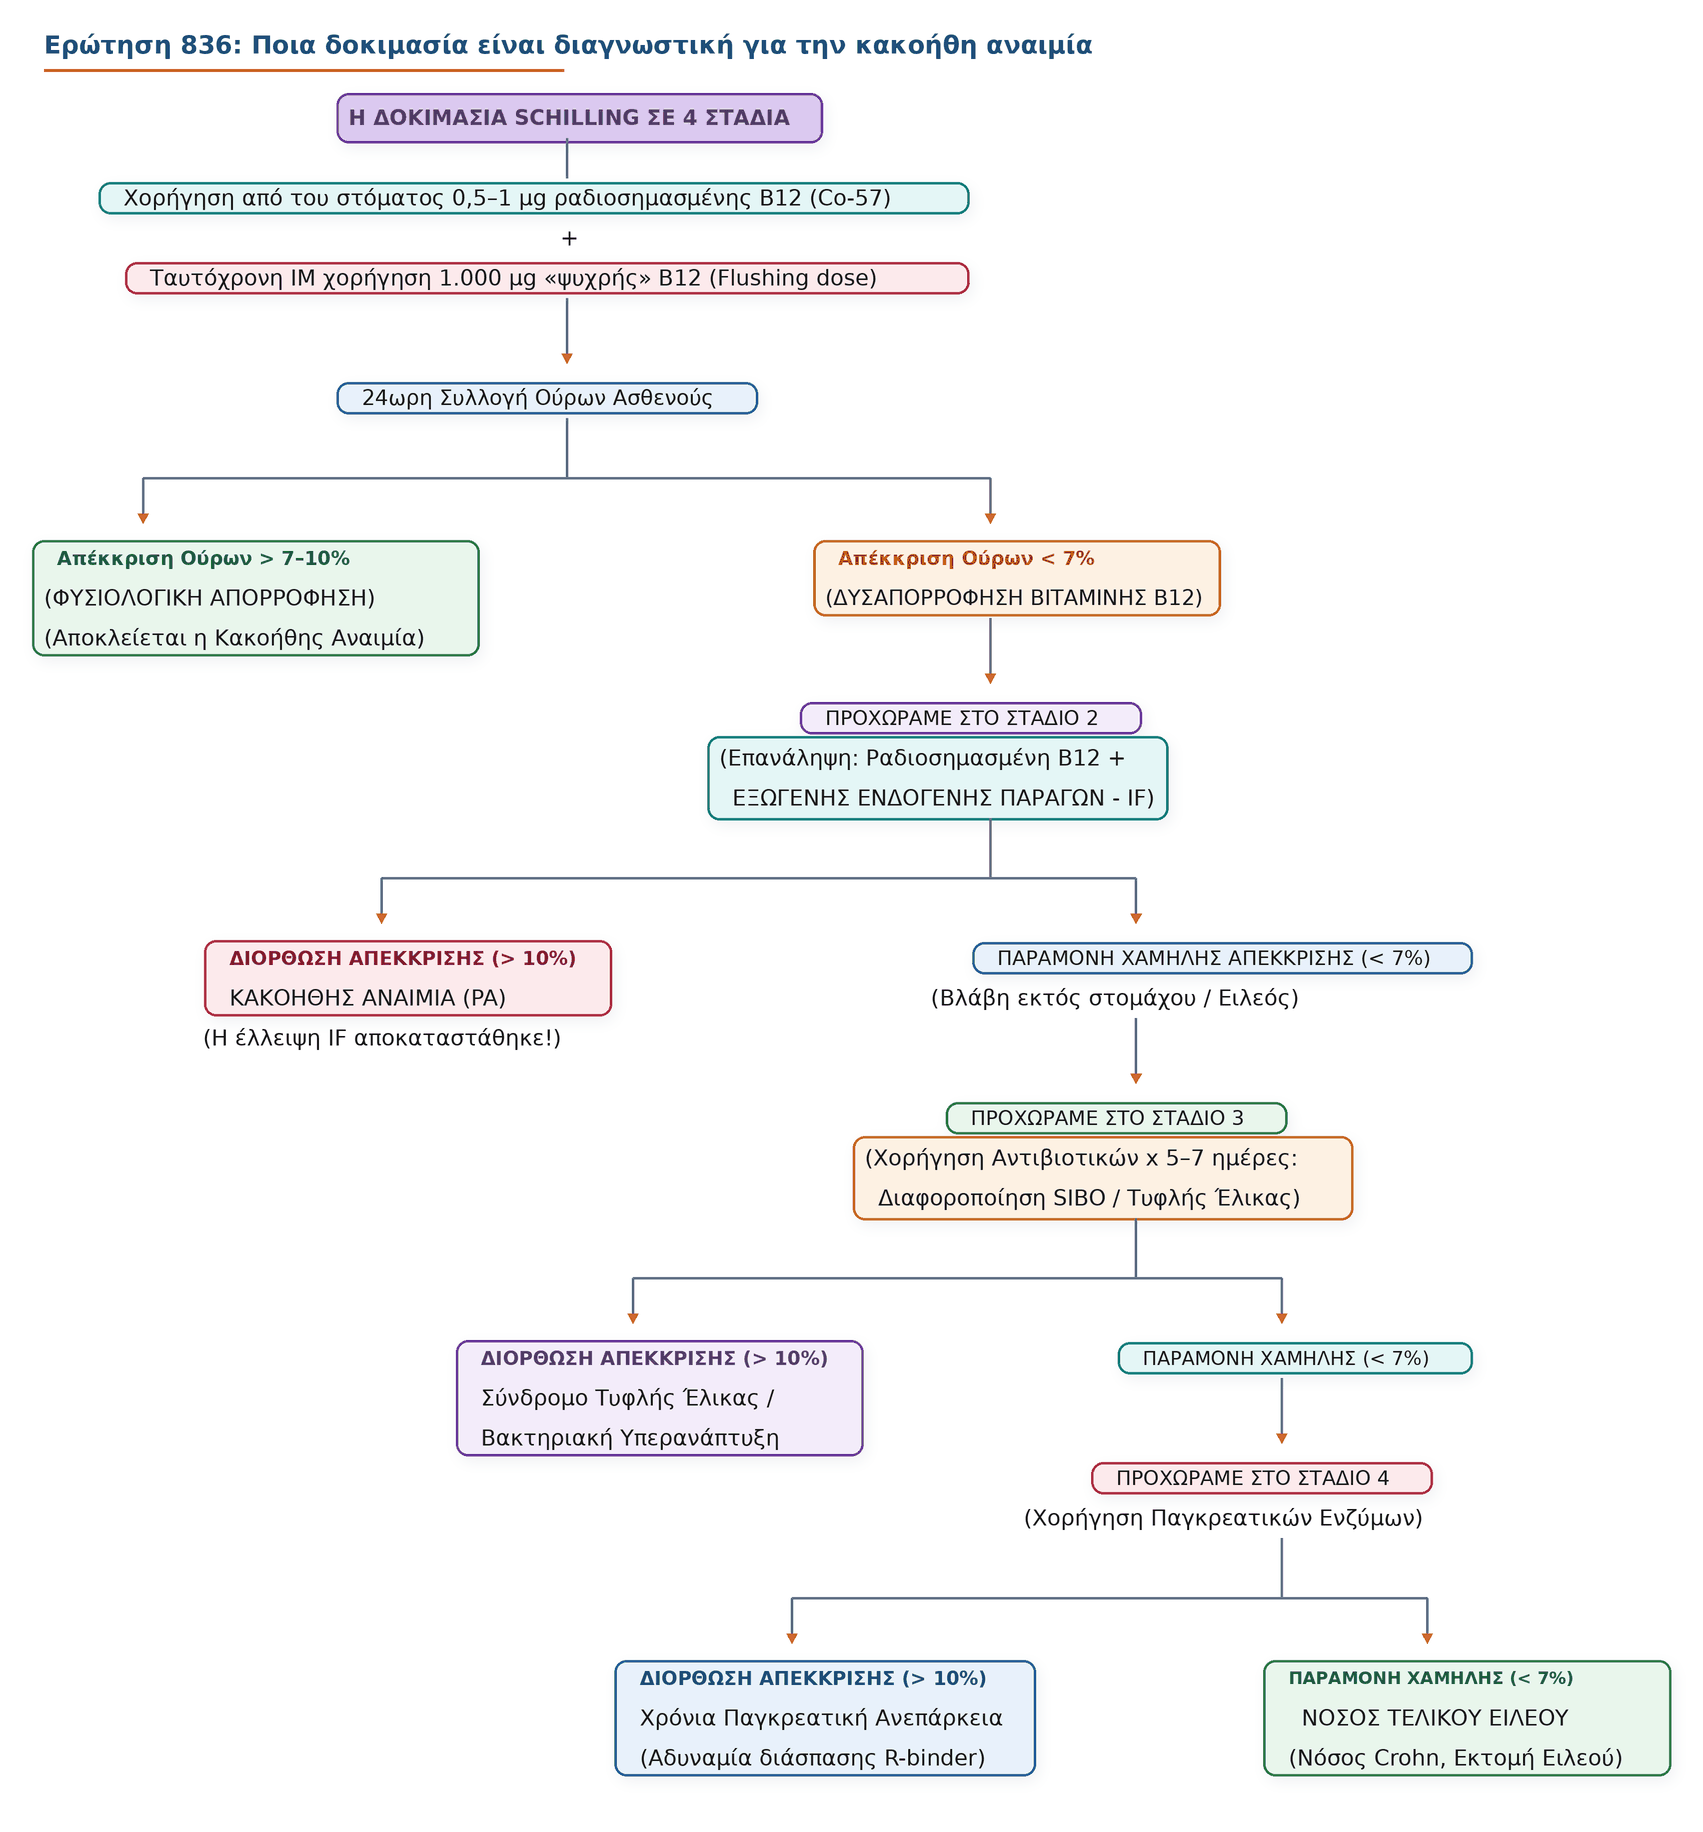 Ερώτηση 836: Ποια δοκιμασία είναι διαγνωστική για την κακοήθη αναιμία
Η ΔΟΚΙΜΑΣΙΑ SCHILLING ΣΕ 4 ΣΤΑΔΙΑ
Χορήγηση από του στόματος 0,5–1 μg ραδιοσημασμένης B12 (Co-57)
+
Ταυτόχρονη IM χορήγηση 1.000 μg «ψυχρής» B12 (Flushing dose)
24ωρη Συλλογή Ούρων Ασθενούς
Απέκκριση Ούρων > 7–10%
(ΦΥΣΙΟΛΟΓΙΚΗ ΑΠΟΡΡΟΦΗΣΗ)
(Αποκλείεται η Κακοήθης Αναιμία)
Απέκκριση Ούρων < 7%
(ΔΥΣΑΠΟΡΡΟΦΗΣΗ ΒΙΤΑΜΙΝΗΣ B12)
ΠΡΟΧΩΡΑΜΕ ΣΤΟ ΣΤΑΔΙΟ 2
(Επανάληψη: Ραδιοσημασμένη B12 +
ΕΞΩΓΕΝΗΣ ΕΝΔΟΓΕΝΗΣ ΠΑΡΑΓΩΝ - IF)
ΔΙΟΡΘΩΣΗ ΑΠΕΚΚΡΙΣΗΣ (> 10%)
ΚΑΚΟΗΘΗΣ ΑΝΑΙΜΙΑ (PA)
(Η έλλειψη IF αποκαταστάθηκε!)
ΠΑΡΑΜΟΝΗ ΧΑΜΗΛΗΣ ΑΠΕΚΚΡΙΣΗΣ (< 7%)
(Βλάβη εκτός στομάχου / Ειλεός)
ΠΡΟΧΩΡΑΜΕ ΣΤΟ ΣΤΑΔΙΟ 3
(Χορήγηση Αντιβιοτικών x 5–7 ημέρες:
Διαφοροποίηση SIBO / Τυφλής Έλικας)
ΔΙΟΡΘΩΣΗ ΑΠΕΚΚΡΙΣΗΣ (> 10%)
Σύνδρομο Τυφλής Έλικας /
Βακτηριακή Υπερανάπτυξη
ΠΑΡΑΜΟΝΗ ΧΑΜΗΛΗΣ (< 7%)
ΠΡΟΧΩΡΑΜΕ ΣΤΟ ΣΤΑΔΙΟ 4
(Χορήγηση Παγκρεατικών Ενζύμων)
ΔΙΟΡΘΩΣΗ ΑΠΕΚΚΡΙΣΗΣ (> 10%)
Χρόνια Παγκρεατική Ανεπάρκεια
(Αδυναμία διάσπασης R-binder)
ΠΑΡΑΜΟΝΗ ΧΑΜΗΛΗΣ (< 7%)
ΝΟΣΟΣ ΤΕΛΙΚΟΥ ΕΙΛΕΟΥ
(Νόσος Crohn, Εκτομή Ειλεού)